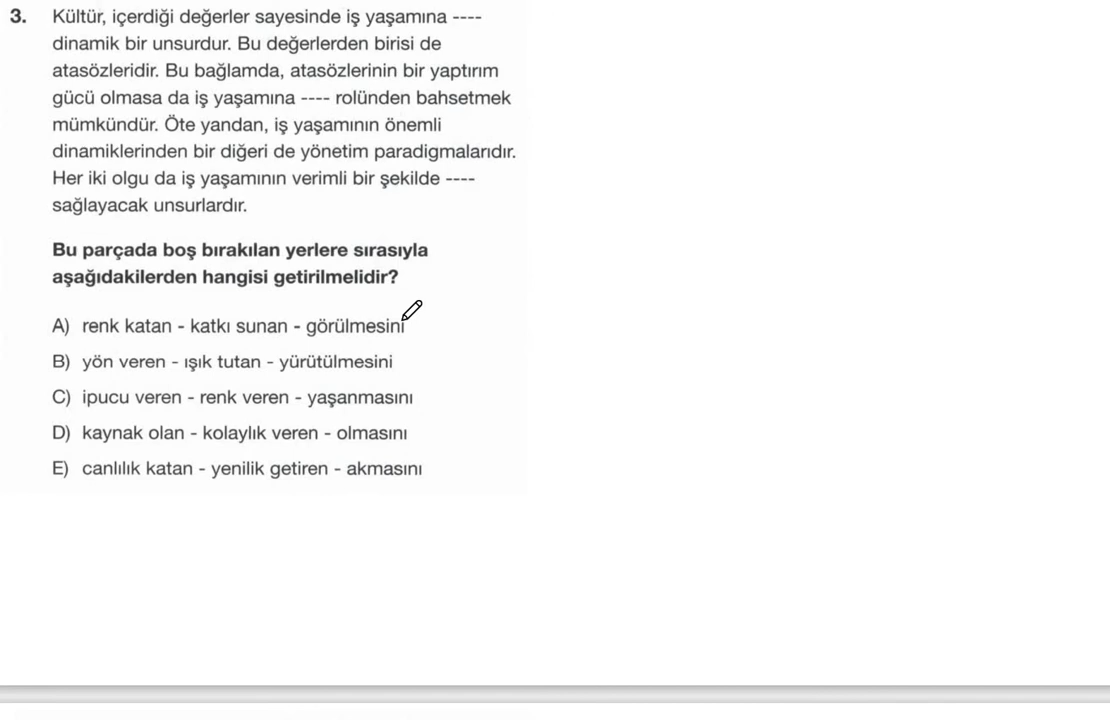 3. Kültür, içerdiği değerler sayesinde iş yaşamına ----
dinamik bir unsurdur. Bu değerlerden birisi de
atasözleridir. Bu bağlamda, atasözlerinin bir yaptırım
gücü olmasa da iş yaşamına ---- rolünden bahsetmek
mümkündür. Öte yandan, iş yaşamının önemli
dinamiklerinden bir diğeri de yönetim paradigmalarıdır.
Her iki olgu da iş yaşamının verimli bir şekilde ----
sağlayacak unsurlardır.
Bu parçada boş bırakılan yerlere sırasıyla
aşağıdakilerden hangisi getirilmelidir?
A) renk katan - katkı sunan - görülmesini
B) yön veren - ışık tutan - yürütülmesini
C) ipucu veren - renk veren - yaşanmasını
D) kaynak olan - kolaylık veren - olmasını
E) canlılık katan - yenilik getiren - akmasını